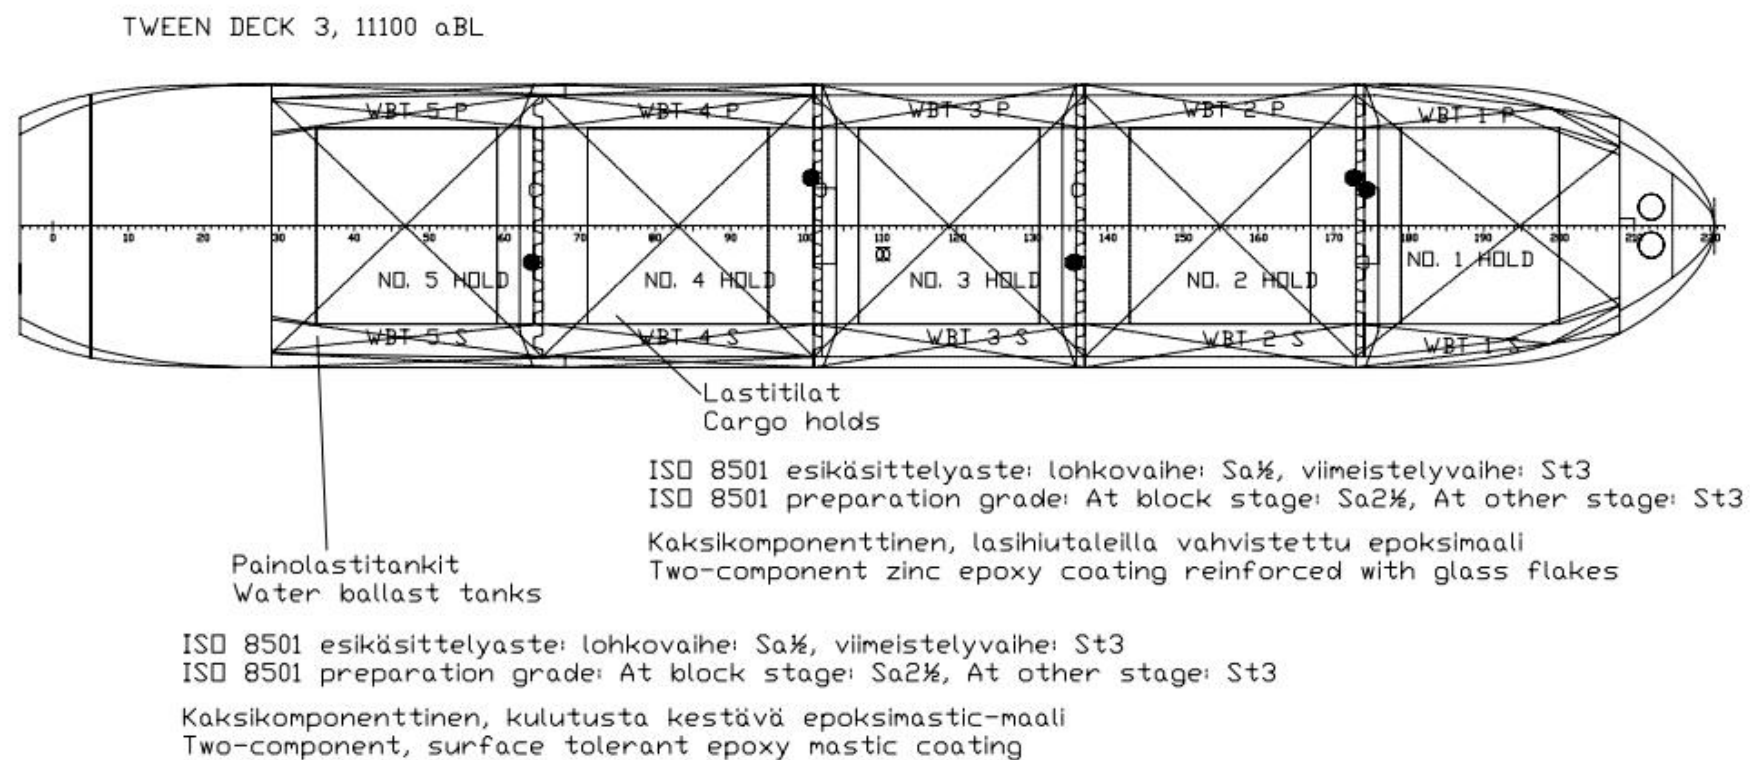 TWEEN DECK 3, 11100 aBL
WBT 5 P WBT 4 P WBT 3 P WBT 2 P WBT 1 P
0 10 20 30 40 50 60 70 80 90 100 110 120 130 140 150 160 170 180 190 200 210 220 230
NO. 5 HOLD NO. 4 HOLD NO. 3 HOLD NO. 2 HOLD NO. 1 HOLD
WBT 5 S WBT 4 S WBT 3 S WBT 2 S WBT 1 S
Lastitilat
Cargo holds
ISO 8501 esikäsittelyaste: lohkovaihe: Sa½, viimeistelyvaihe: St3
ISO 8501 preparation grade: At block stage: Sa2½, At other stage: St3
Kaksikomponenttinen, lasihiutaleilla vahvistettu epoksimaali
Two-component zinc epoxy coating reinforced with glass flakes
Painolastitankit
Water ballast tanks
ISO 8501 esikäsittelyaste: lohkovaihe: Sa½, viimeistelyvaihe: St3
ISO 8501 preparation grade: At block stage: Sa2½, At other stage: St3
Kaksikomponenttinen, kulutusta kestävä epoksimastic-maali
Two-component, surface tolerant epoxy mastic coating